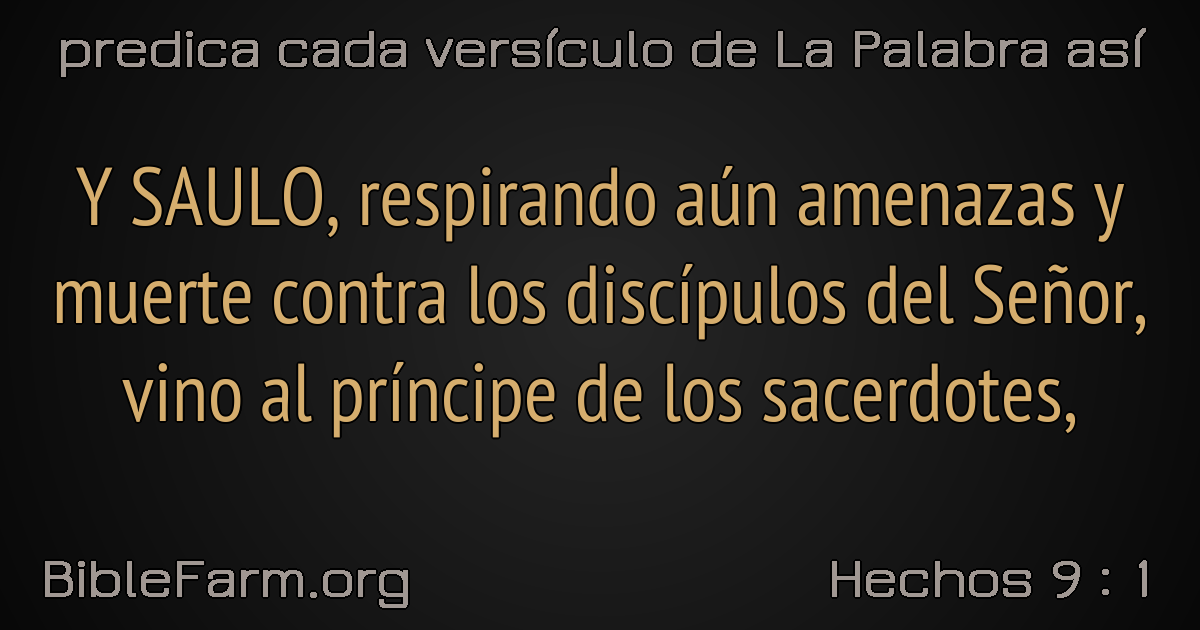 predica cada versículo de La Palabra así
Y SAULO, respirando aún amenazas y
muerte contra los discípulos del Señor,
vino al príncipe de los sacerdotes,
BibleFarm.org
Hechos 9 : 1